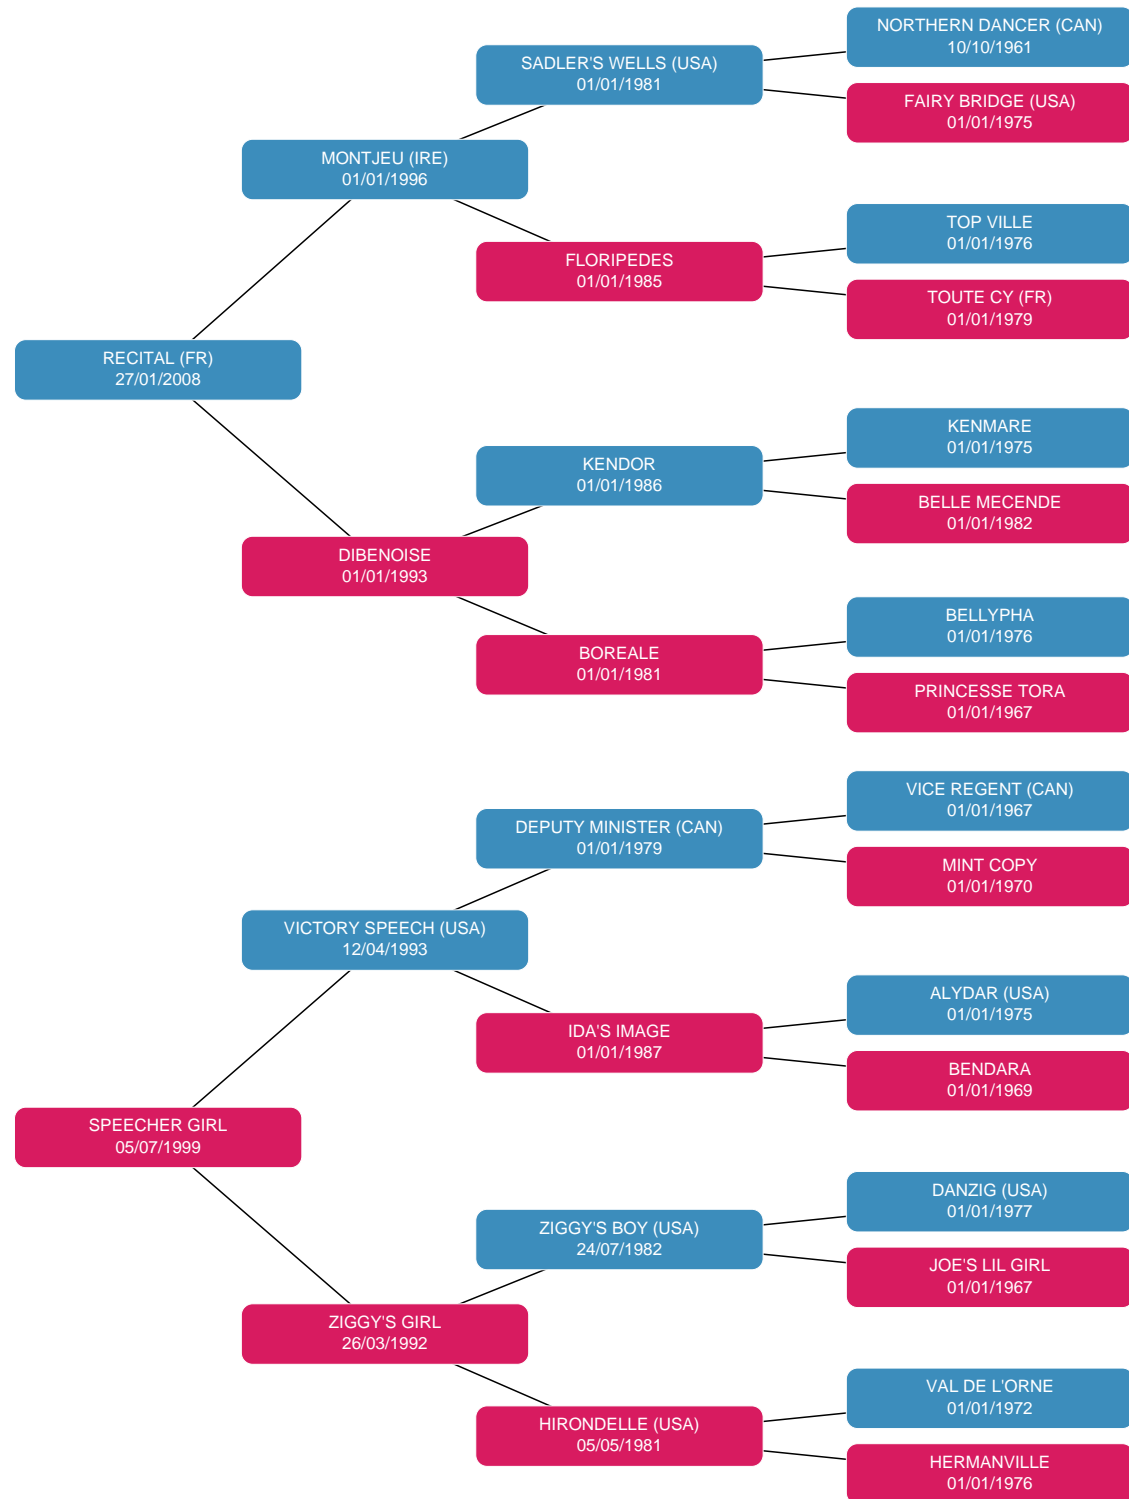 NORTHERN DANCER (CAN)
10/10/1961
SADLER'S WELLS (USA)
01/01/1981
FAIRY BRIDGE (USA)
01/01/1975
MONTJEU (IRE)
01/01/1996
TOP VILLE
01/01/1976
FLORIPEDES
01/01/1985
TOUTE CY (FR)
01/01/1979
RECITAL (FR)
27/01/2008
KENMARE
01/01/1975
KENDOR
01/01/1986
BELLE MECENDE
01/01/1982
DIBENOISE
01/01/1993
BELLYPHA
01/01/1976
BOREALE
01/01/1981
PRINCESSE TORA
01/01/1967
VICE REGENT (CAN)
01/01/1967
DEPUTY MINISTER (CAN)
01/01/1979
MINT COPY
01/01/1970
VICTORY SPEECH (USA)
12/04/1993
ALYDAR (USA)
01/01/1975
IDA'S IMAGE
01/01/1987
BENDARA
01/01/1969
SPEECHER GIRL
05/07/1999
DANZIG (USA)
01/01/1977
ZIGGY'S BOY (USA)
24/07/1982
JOE'S LIL GIRL
01/01/1967
ZIGGY'S GIRL
26/03/1992
VAL DE L'ORNE
01/01/1972
HIRONDELLE (USA)
05/05/1981
HERMANVILLE
01/01/1976